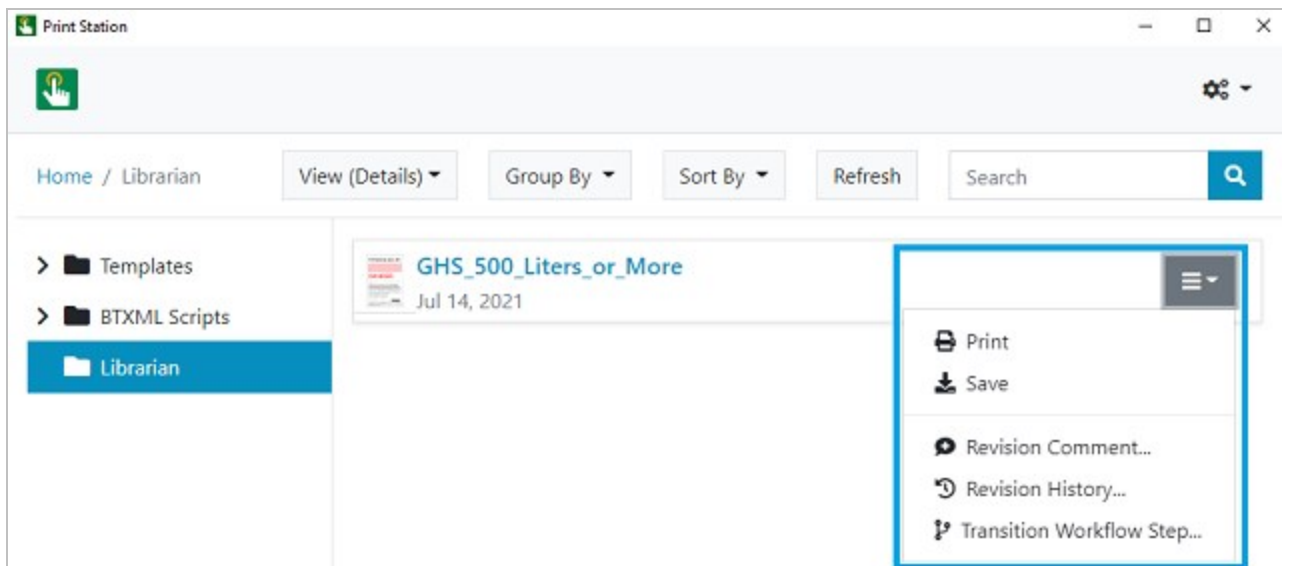 Print Station
Home / Librarian
View (Details)
Group By
Sort By
Refresh
Search
Templates
BTXML Scripts
Librarian
GHS_500_Liters_or_More
Jul 14, 2021
Print
Save
Revision Comment...
Revision History...
Transition Workflow Step...